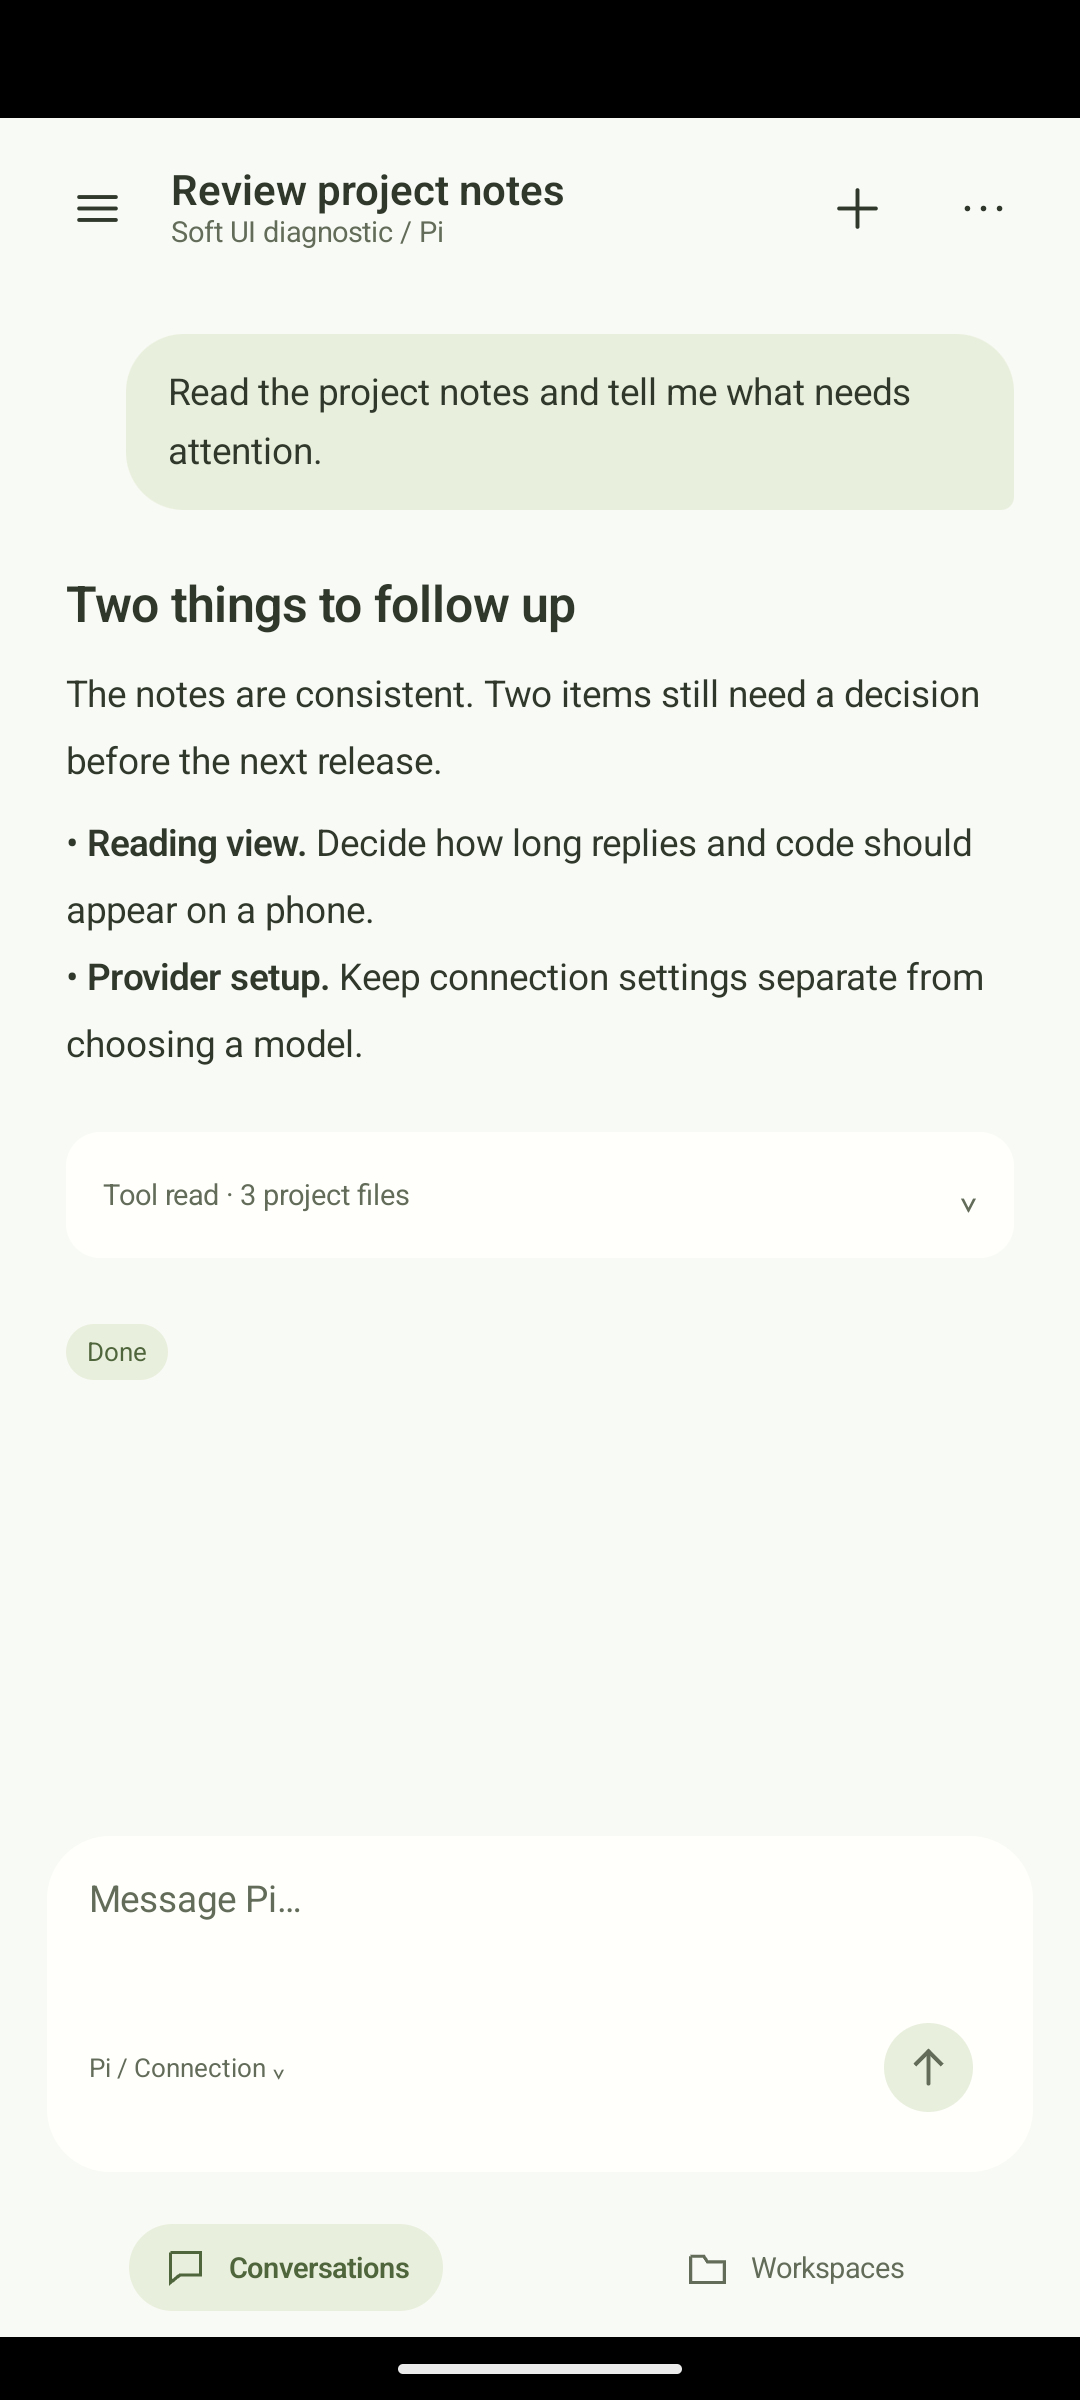 Review project notes
Soft UI diagnostic / Pi
Read the project notes and tell me what needs
attention.
Two things to follow up
The notes are consistent. Two items still need a decision
before the next release.
• Reading view. Decide how long replies and code should
appear on a phone.
• Provider setup. Keep connection settings separate from
choosing a model.
Tool read · 3 project files
Done
Message Pi…
Pi / Connection
Conversations
Workspaces